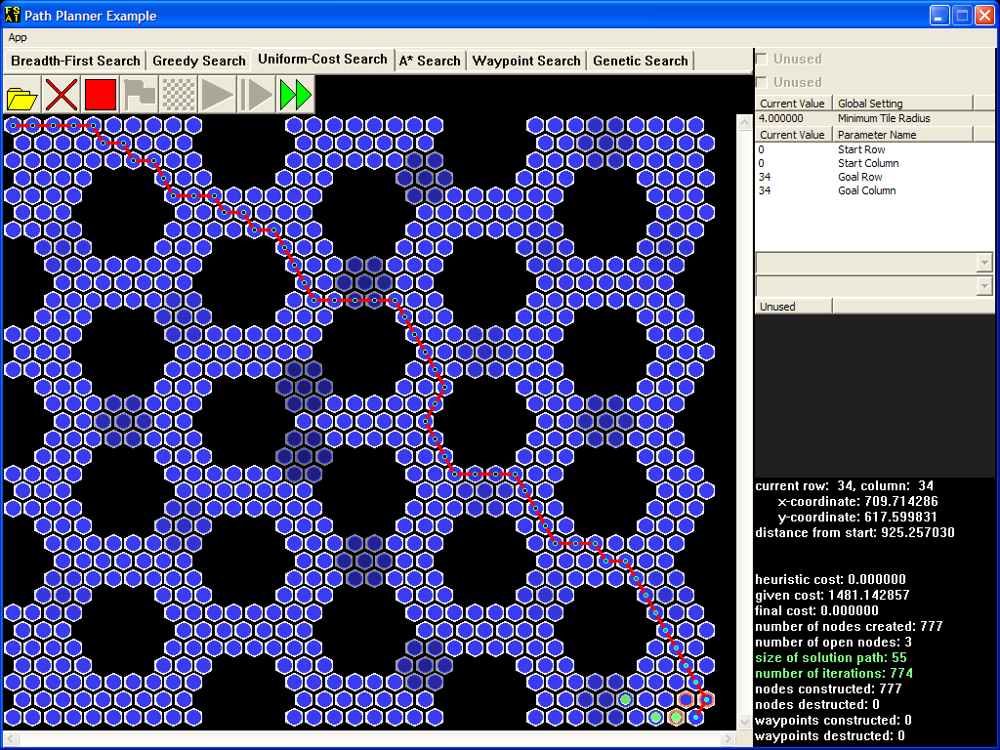 FS
AI
Path Planner Example
App
Breadth-First Search Greedy Search Uniform-Cost Search A* Search Waypoint Search Genetic Search
Unused
Unused
Current Value Global Setting
4.000000 Minimum Tile Radius
Current Value Parameter Name
0 Start Row
0 Start Column
34 Goal Row
34 Goal Column
Unused
current row: 34, column: 34
x-coordinate: 709.714286
y-coordinate: 617.599831
distance from start: 925.257030
heuristic cost: 0.000000
given cost: 1481.142857
final cost: 0.000000
number of nodes created: 777
number of open nodes: 3
size of solution path: 55
number of iterations: 774
nodes constructed: 777
nodes destructed: 0
waypoints constructed: 0
waypoints destructed: 0